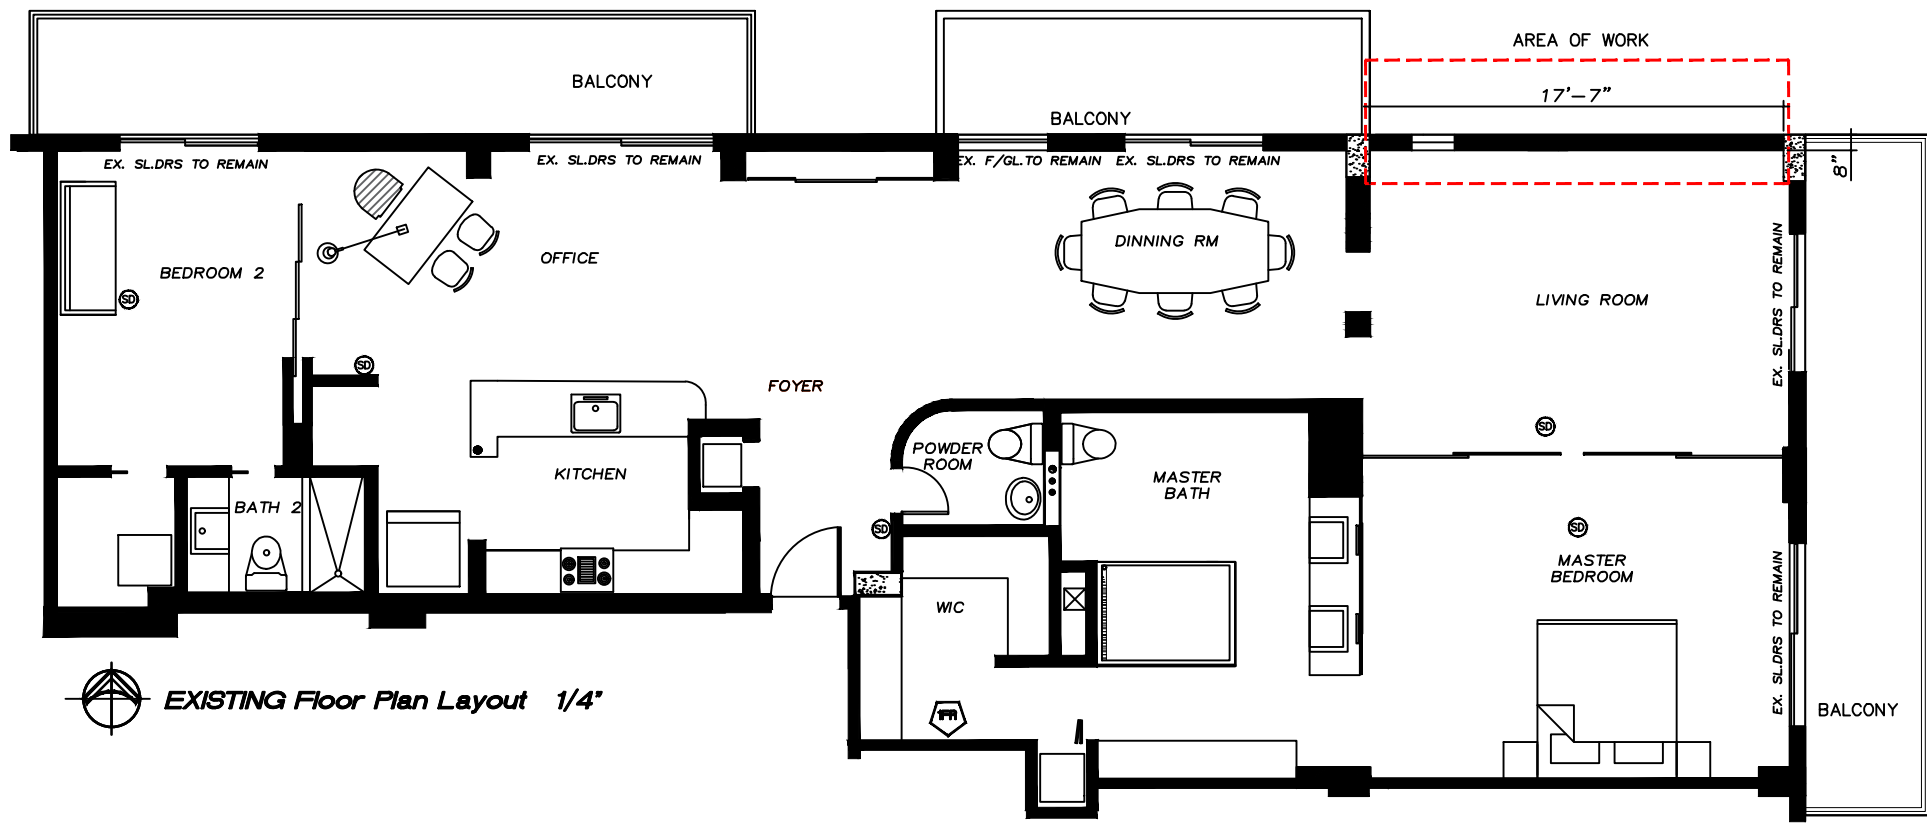 AREA OF WORK
BALCONY
17'-7"
BALCONY
EX. SL.DRS TO REMAIN
EX. SL.DRS TO REMAIN
EX. F/GL.TO REMAIN
EX. SL.DRS TO REMAIN
8"
DINNING RM
OFFICE
BEDROOM 2
SD
LIVING ROOM
EX. SL.DRS TO REMAIN
SD
FOYER
SD
POWDER
ROOM
KITCHEN
MASTER
BATH
BATH 2
SD
SD
MASTER
BEDROOM
WIC
EX. SL.DRS TO REMAIN
EXISTING Floor Plan Layout 1/4"
BALCONY